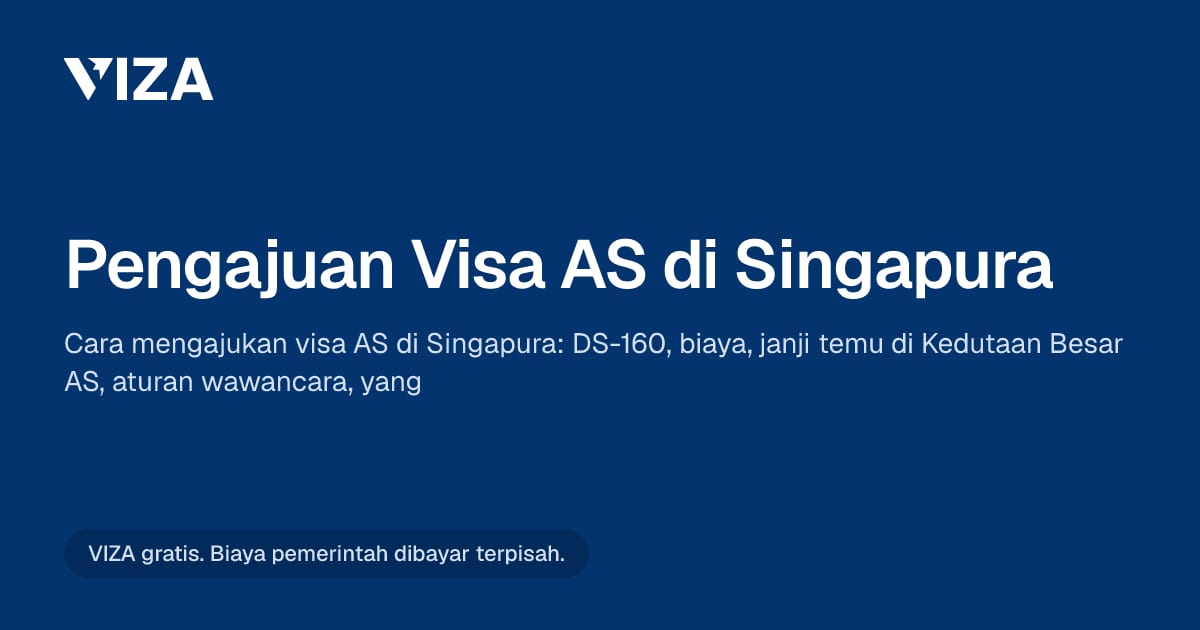 VIZA
Pengajuan Visa AS di Singapura
Cara mengajukan visa AS di Singapura: DS-160, biaya, janji temu di Kedutaan Besar
AS, aturan wawancara, yang
VIZA gratis. Biaya pemerintah dibayar terpisah.